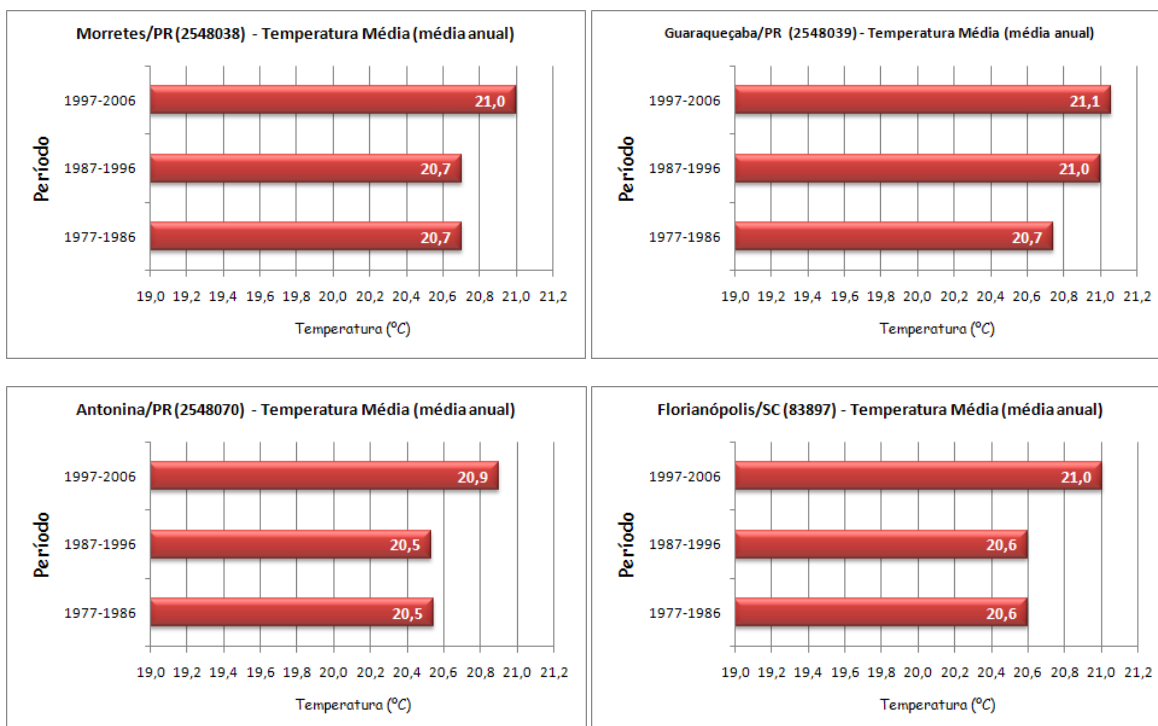 Morretes/PR (2548038) - Temperatura Média (média anual)
Período
1997-2006
21,0
1987-1996
20,7
1977-1986
20,7
19,0 19,2 19,4 19,6 19,8 20,0 20,2 20,4 20,6 20,8 21,0 21,2
Temperatura (ºC)
Guaraqueçaba/PR (2548039) - Temperatura Média (média anual)
Período
1997-2006
21,1
1987-1996
21,0
1977-1986
20,7
19,0 19,2 19,4 19,6 19,8 20,0 20,2 20,4 20,6 20,8 21,0 21,2
Temperatura (ºC)
Antonina/PR (2548070) - Temperatura Média (média anual)
Período
1997-2006
20,9
1987-1996
20,5
1977-1986
20,5
19,0 19,2 19,4 19,6 19,8 20,0 20,2 20,4 20,6 20,8 21,0 21,2
Temperatura (ºC)
Florianópolis/SC (83897) - Temperatura Média (média anual)
Período
1997-2006
21,0
1987-1996
20,6
1977-1986
20,6
19,0 19,2 19,4 19,6 19,8 20,0 20,2 20,4 20,6 20,8 21,0 21,2
Temperatura (ºC)